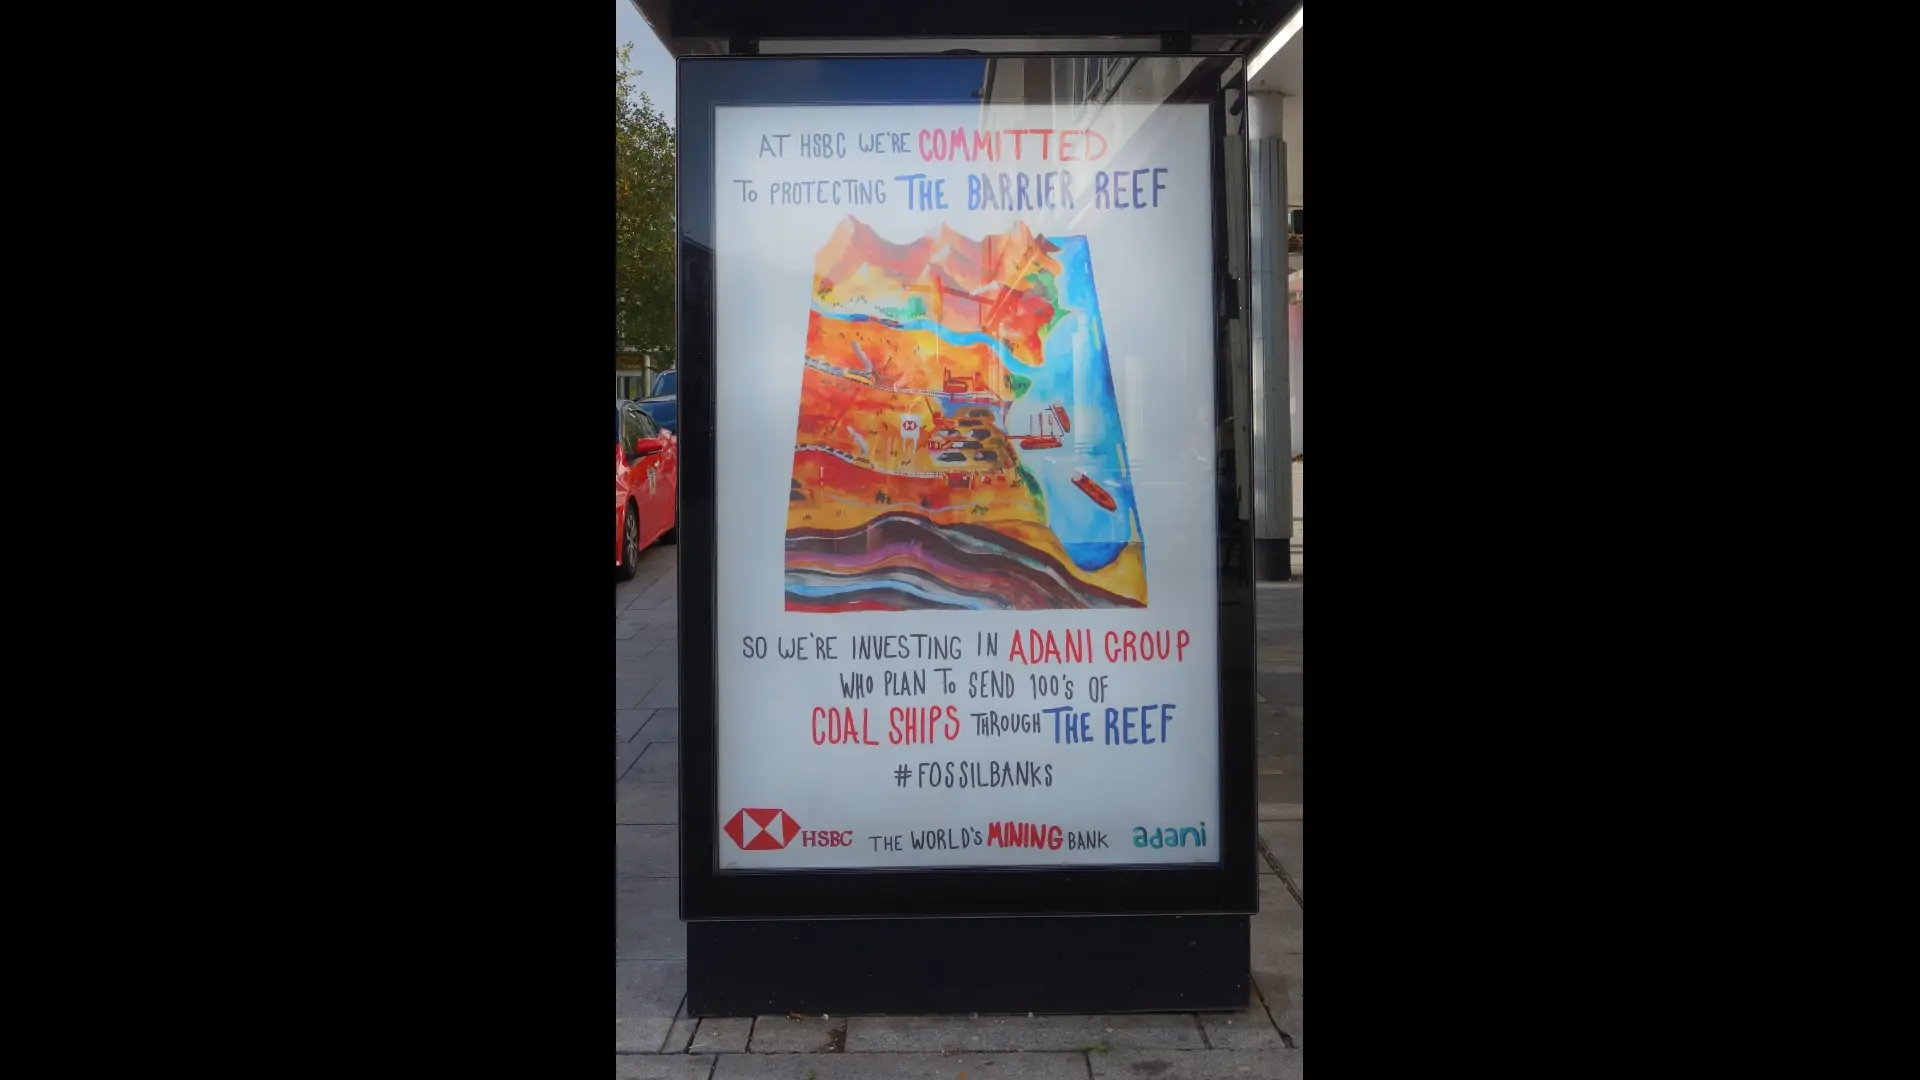 AT HSBC WE'RE COMMITTED
TO PROTECTING THE BARRIER REEF
SO WE'RE INVESTING IN ADANI GROUP
WHO PLAN TO SEND 100'S OF
COAL SHIPS THROUGH THE REEF
#FOSSILBANKS
HSBC THE WORLD'S MINING BANK adani